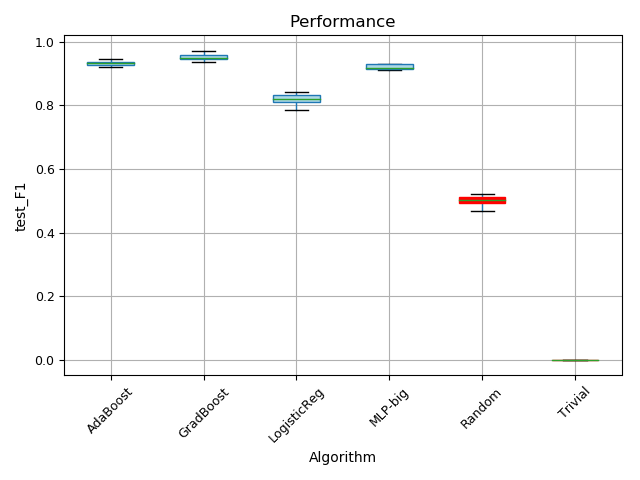 Performance
1.0
0.8
0.6
0.4
0.2
0.0
test_F1
AdaBoost
GradBoost
LogisticReg
MLP-big
Random
Trivial
Algorithm